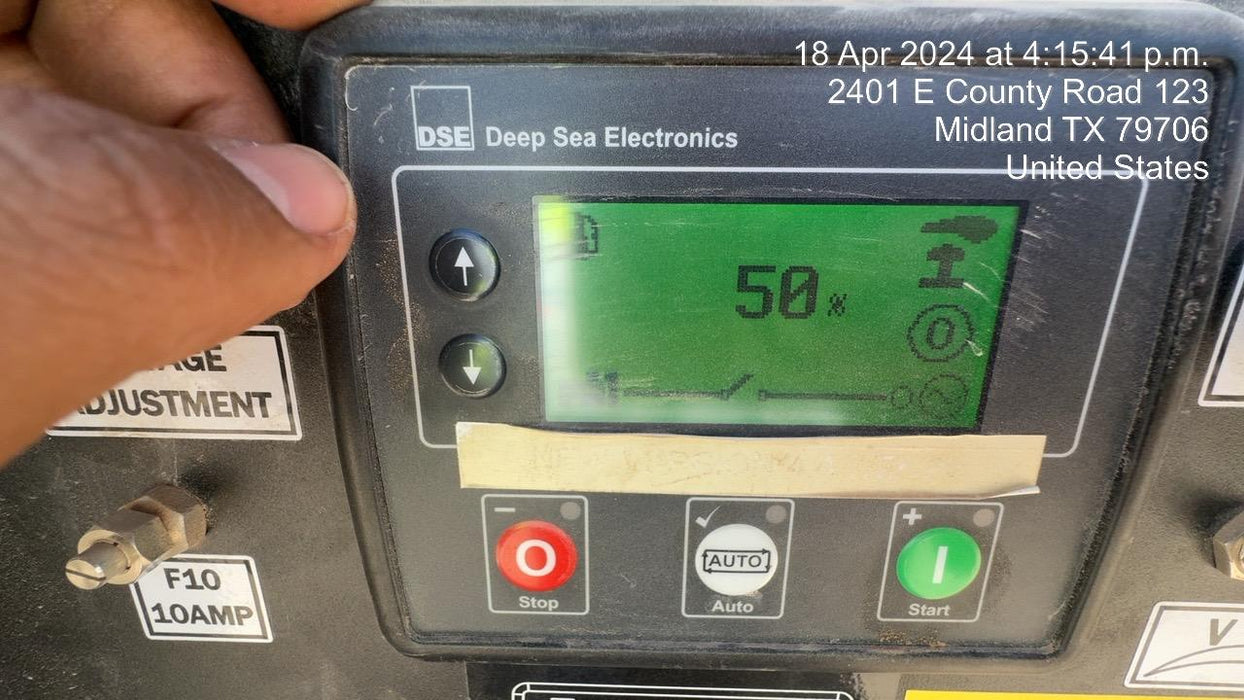 18 Apr 2024 at 4:15:41 p.m.
2401 E County Road 123
Midland TX 79706
United States
DSE Deep Sea Electronics
50%
ADJUSTMENT
F10
10AMP
- O
Stop
✓ AUTO
Auto
+ I
Start
V